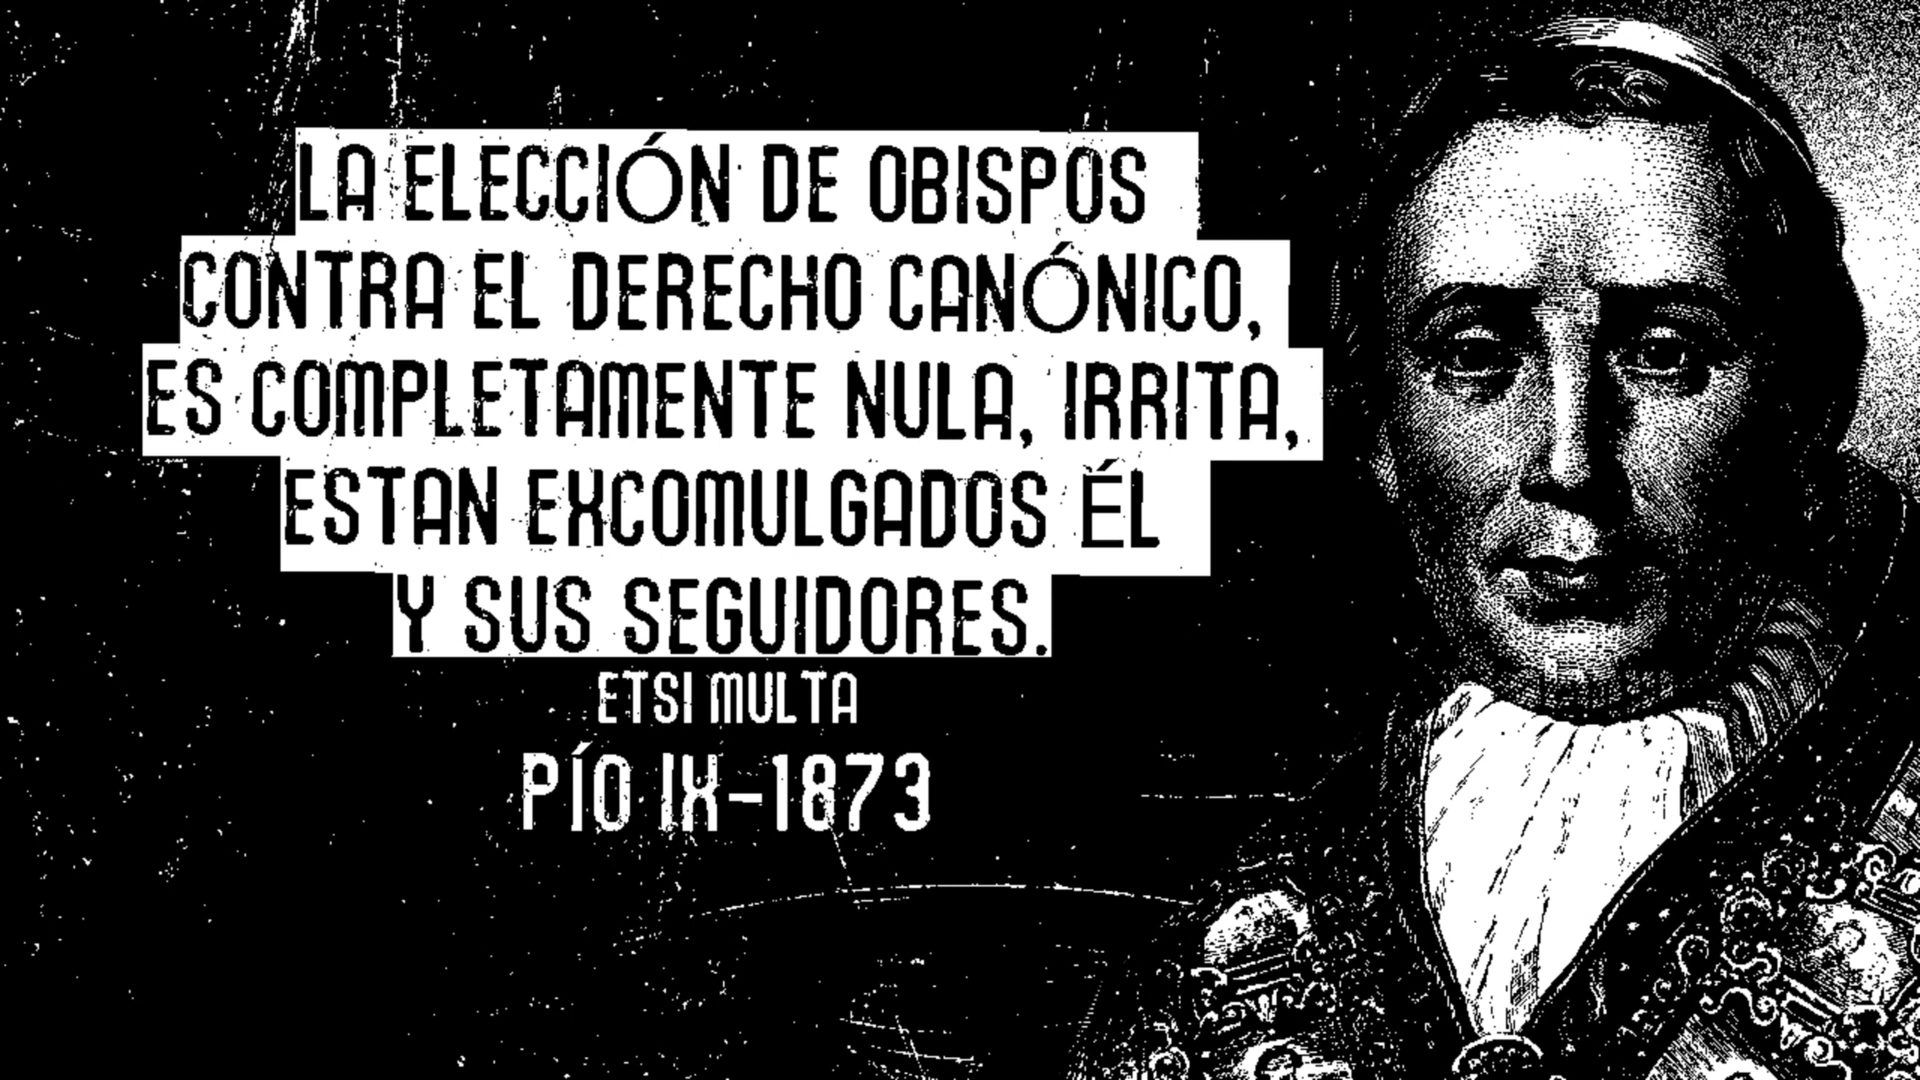 LA ELECCIÓN DE OBISPOS
CONTRA EL DERECHO CANÓNICO,
ES COMPLETAMENTE NULA, IRRITA,
ESTAN EXCOMULGADOS ÉL
Y SUS SEGUIDORES.
ETSI MULTA
PÍO IX-1873